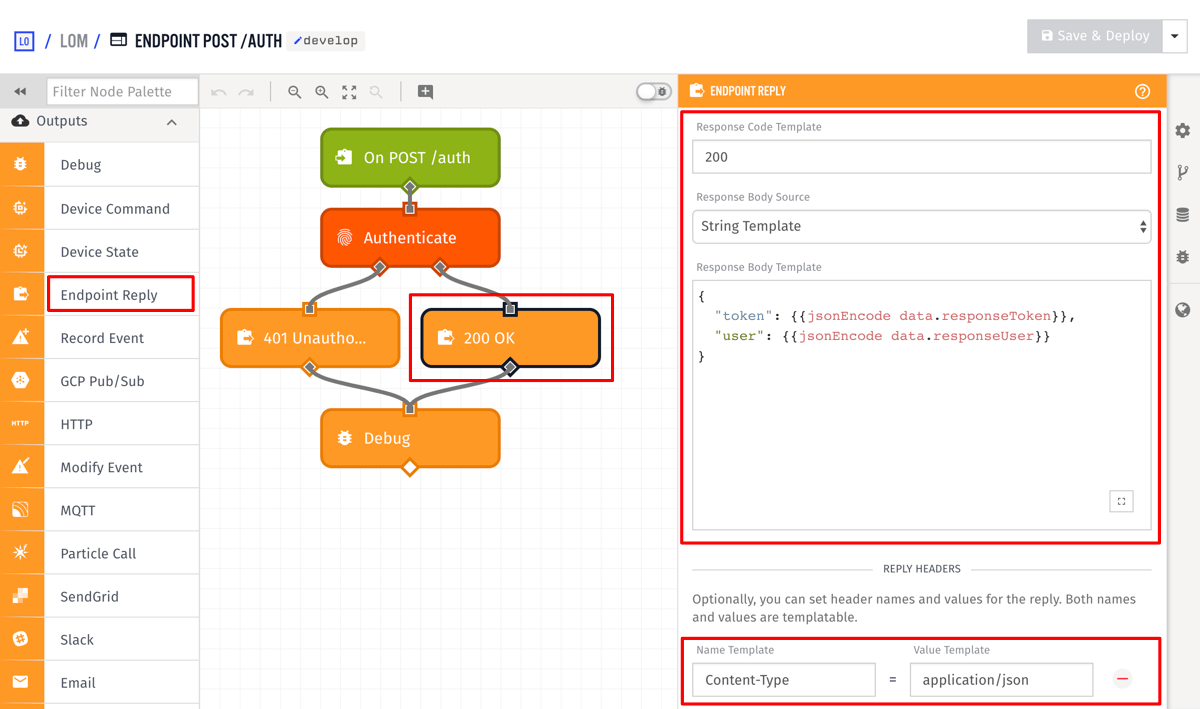 LO / LOM / ENDPOINT POST /AUTH develop
Save & Deploy
Filter Node Palette
Outputs
Debug
Device Command
Device State
Endpoint Reply
Record Event
GCP Pub/Sub
HTTP HTTP
Modify Event
MQTT
Particle Call
SendGrid
Slack
Email
On POST /auth
Authenticate
401 Unautho...
200 OK
Debug
ENDPOINT REPLY
Response Code Template
200
Response Body Source
String Template
Response Body Template
{
"token": {{jsonEncode data.responseToken}},
"user": {{jsonEncode data.responseUser}}
}
REPLY HEADERS
Optionally, you can set header names and values for the reply. Both names
and values are templatable.
Name Template Value Template
Content-Type = application/json